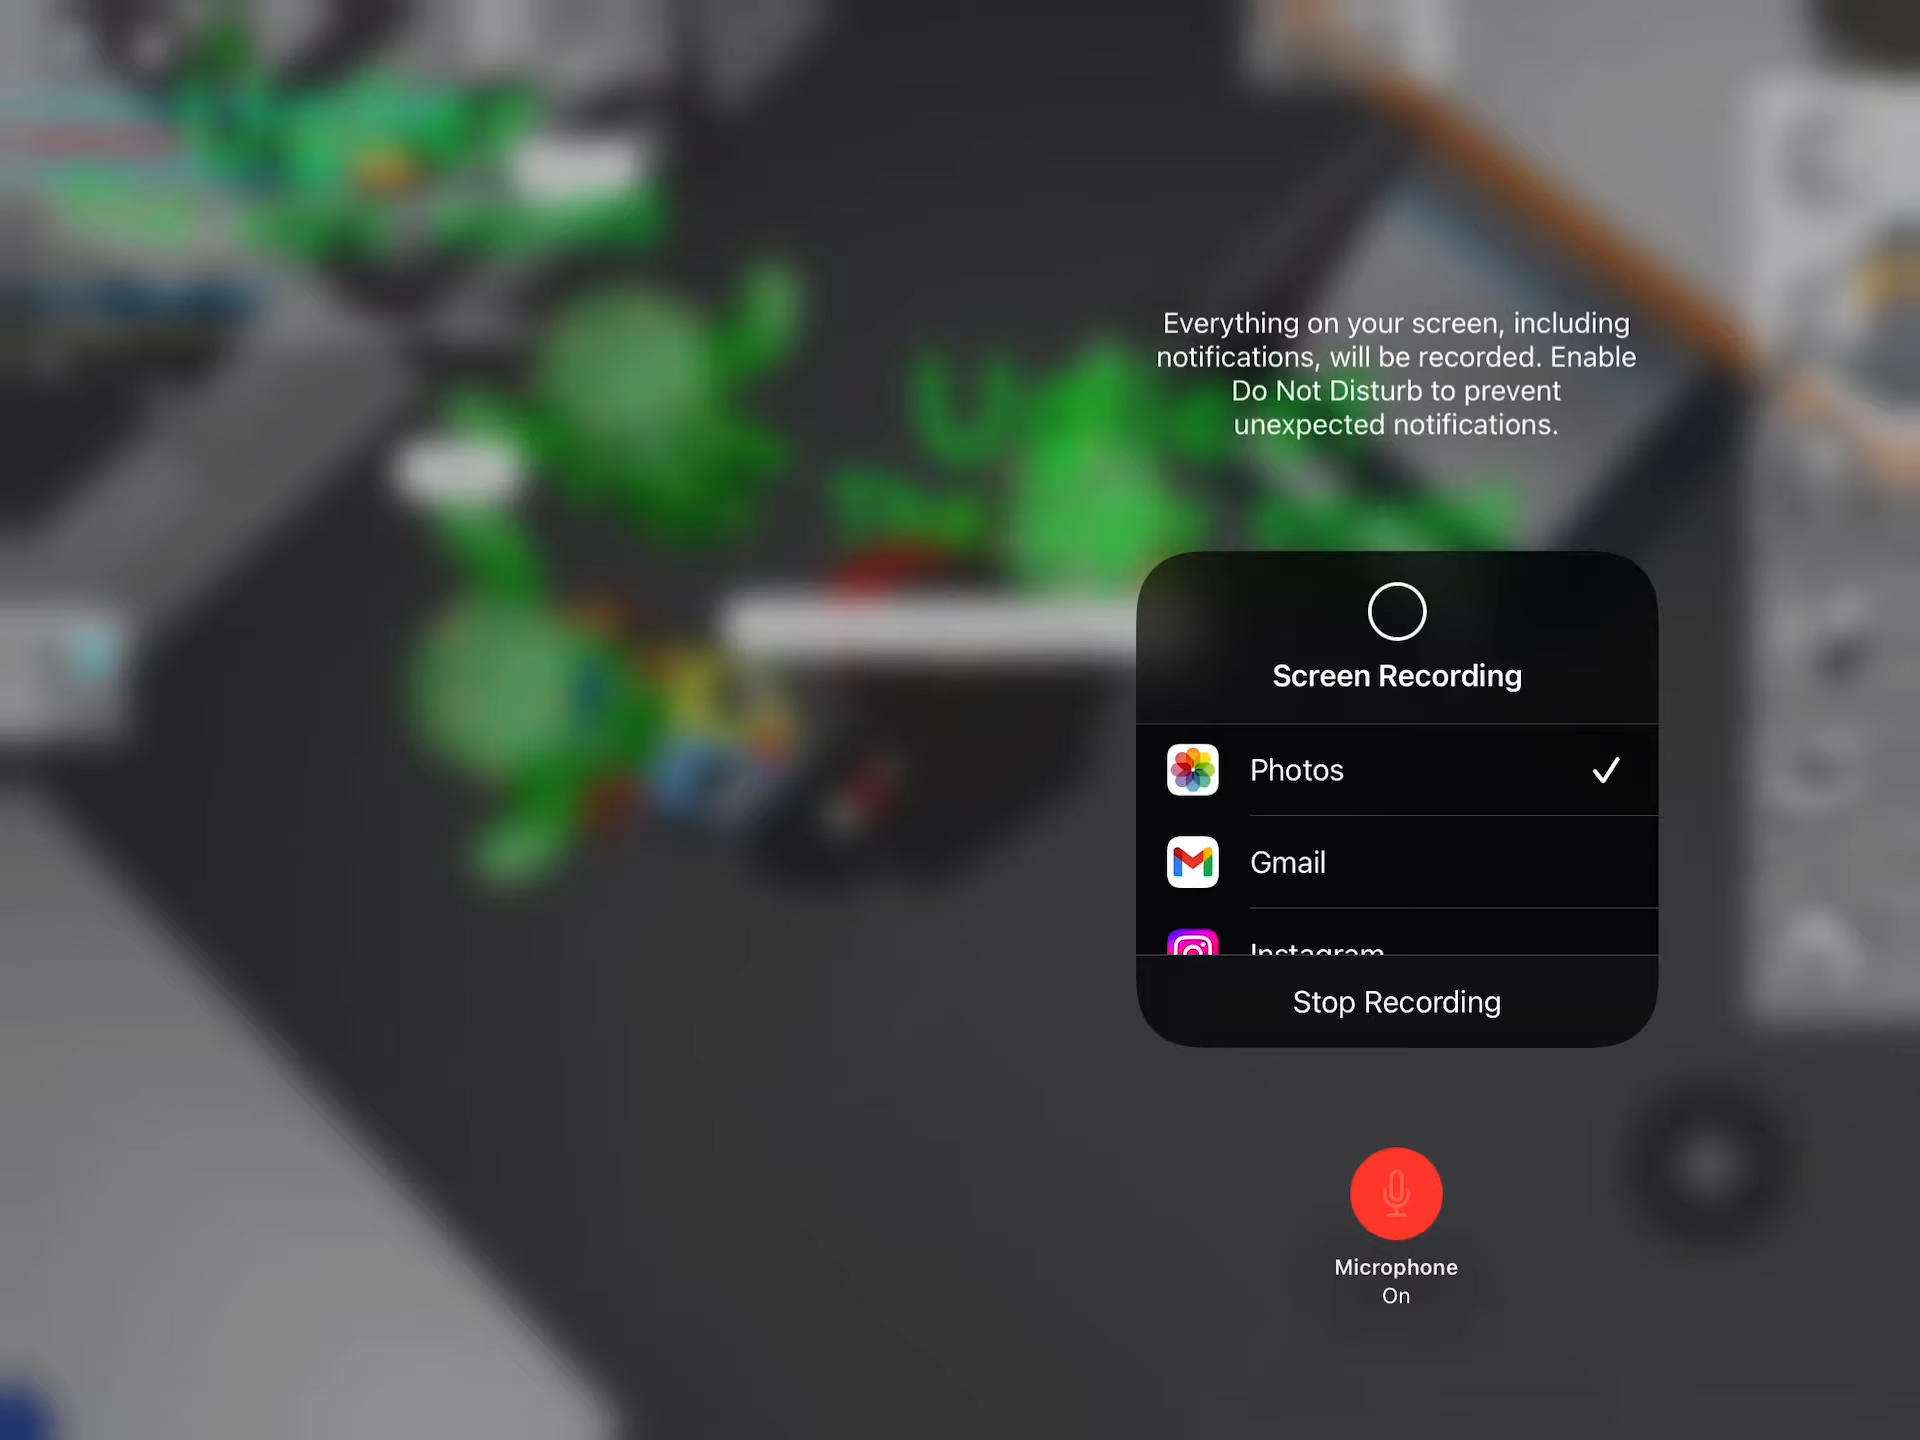 Everything on your screen, including
notifications, will be recorded. Enable
Do Not Disturb to prevent
unexpected notifications.
Screen Recording
Photos
Gmail
Instagram
Stop Recording
Microphone
On